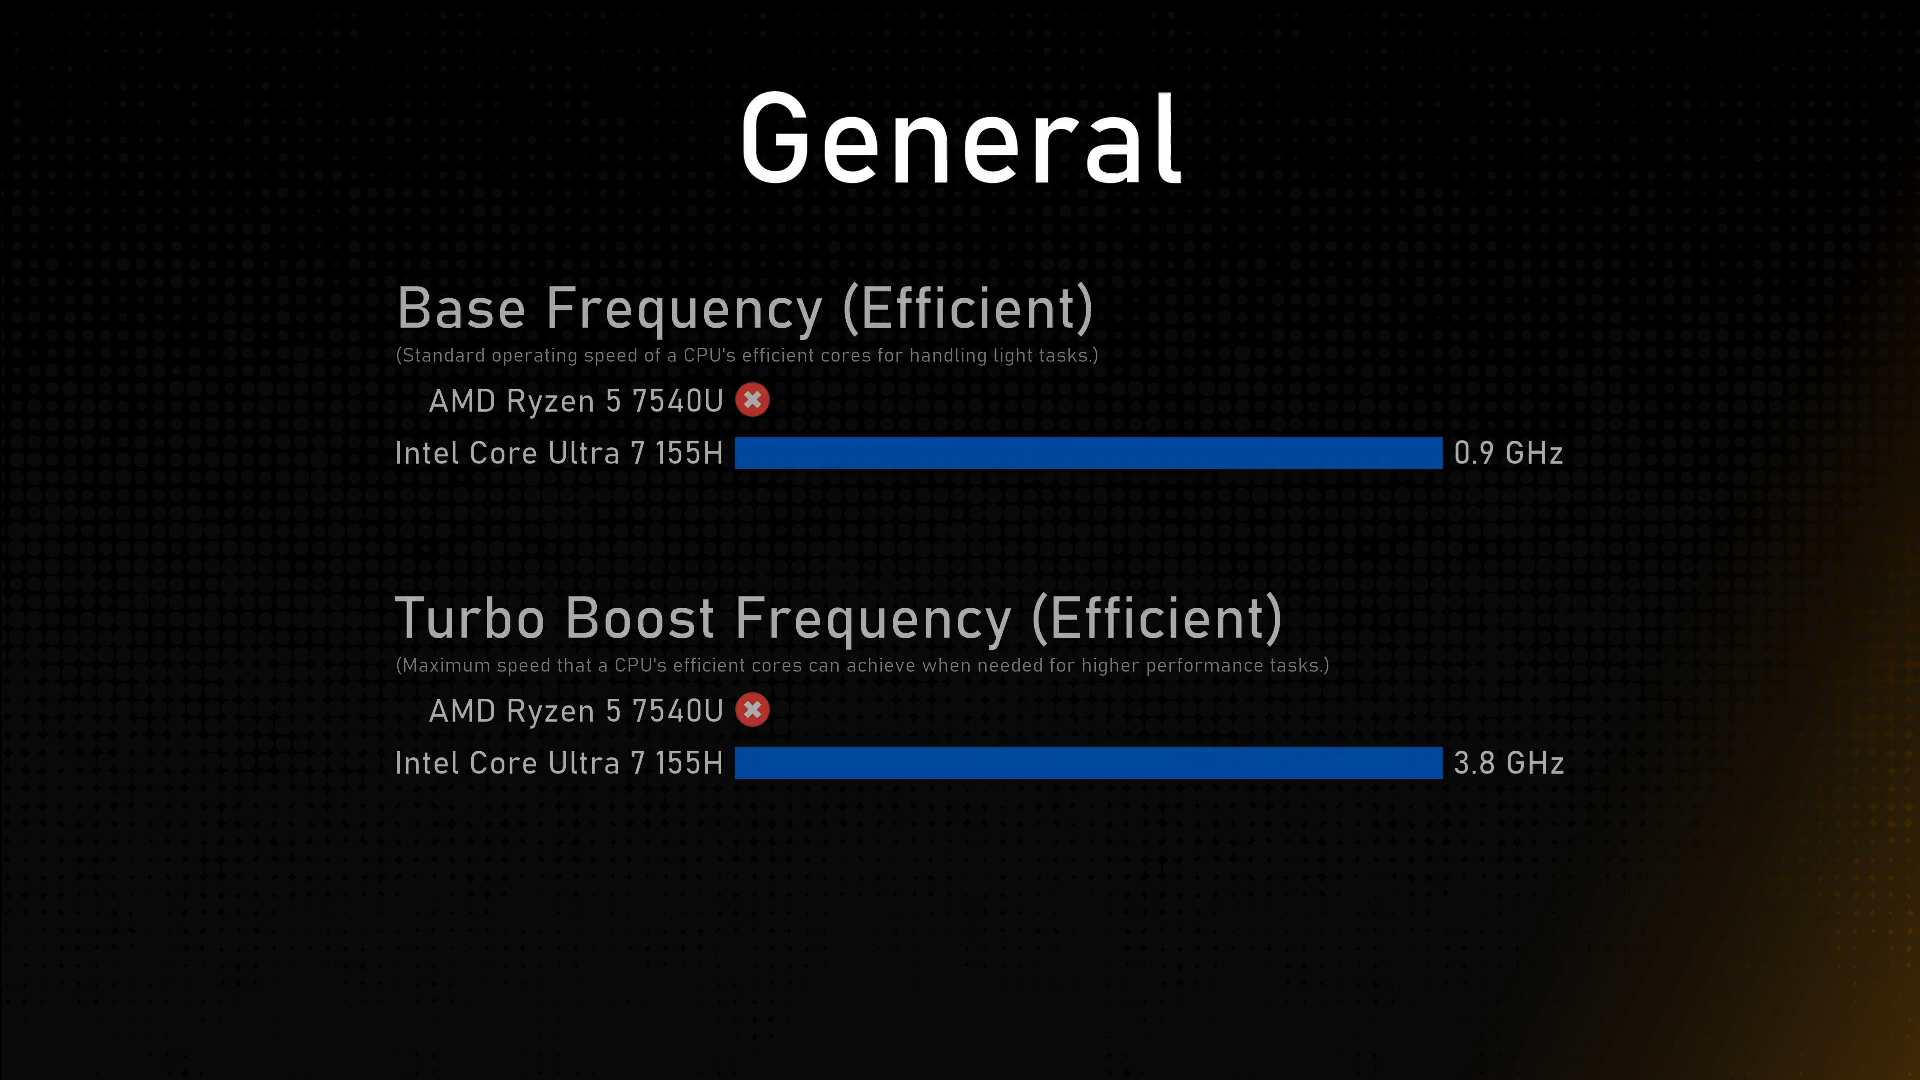 General
Base Frequency (Efficient)
(Standard operating speed of a CPU's efficient cores for handling light tasks.)
AMD Ryzen 5 7540U
Intel Core Ultra 7 155H 0.9 GHz
Turbo Boost Frequency (Efficient)
(Maximum speed that a CPU's efficient cores can achieve when needed for higher performance tasks.)
AMD Ryzen 5 7540U
Intel Core Ultra 7 155H 3.8 GHz